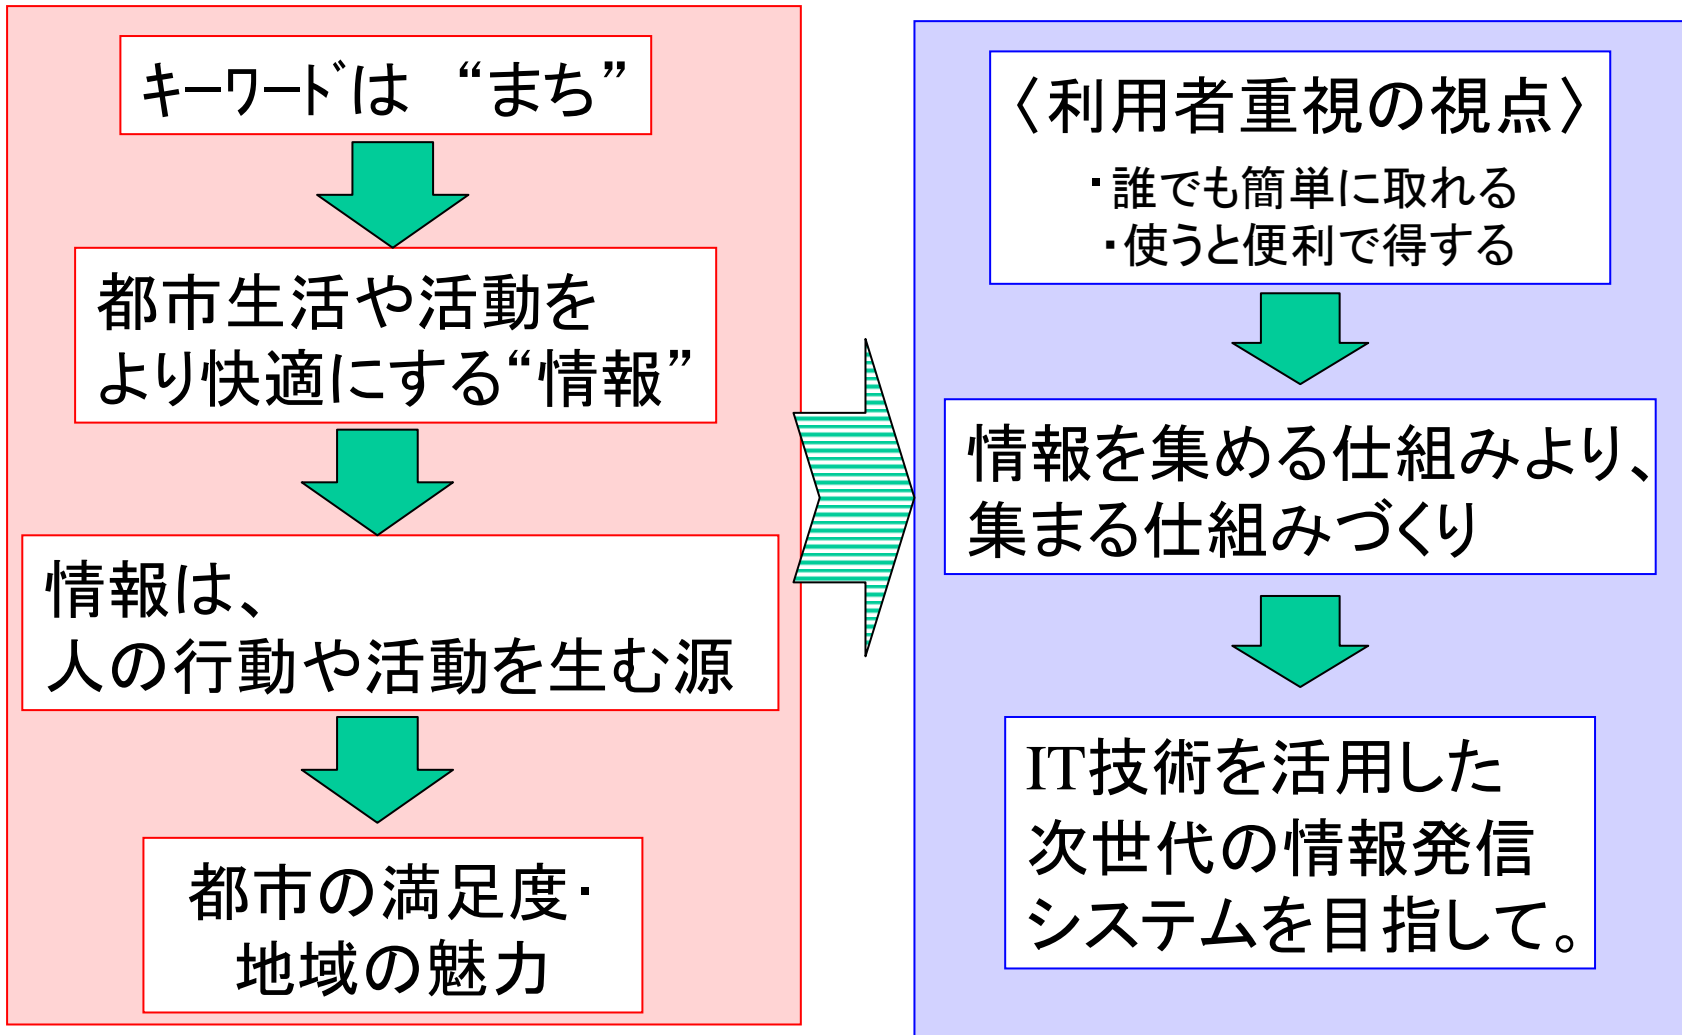 ｷｰﾜｰﾄﾞは　“まち”
都市生活や活動を
より快適にする“情報”
情報は、
人の行動や活動を生む源
都市の満足度・
地域の魅力
〈利用者重視の視点〉
・誰でも簡単に取れる
・使うと便利で得する
情報を集める仕組みより、
集まる仕組みづくり
IT技術を活用した
次世代の情報発信
システムを目指して。